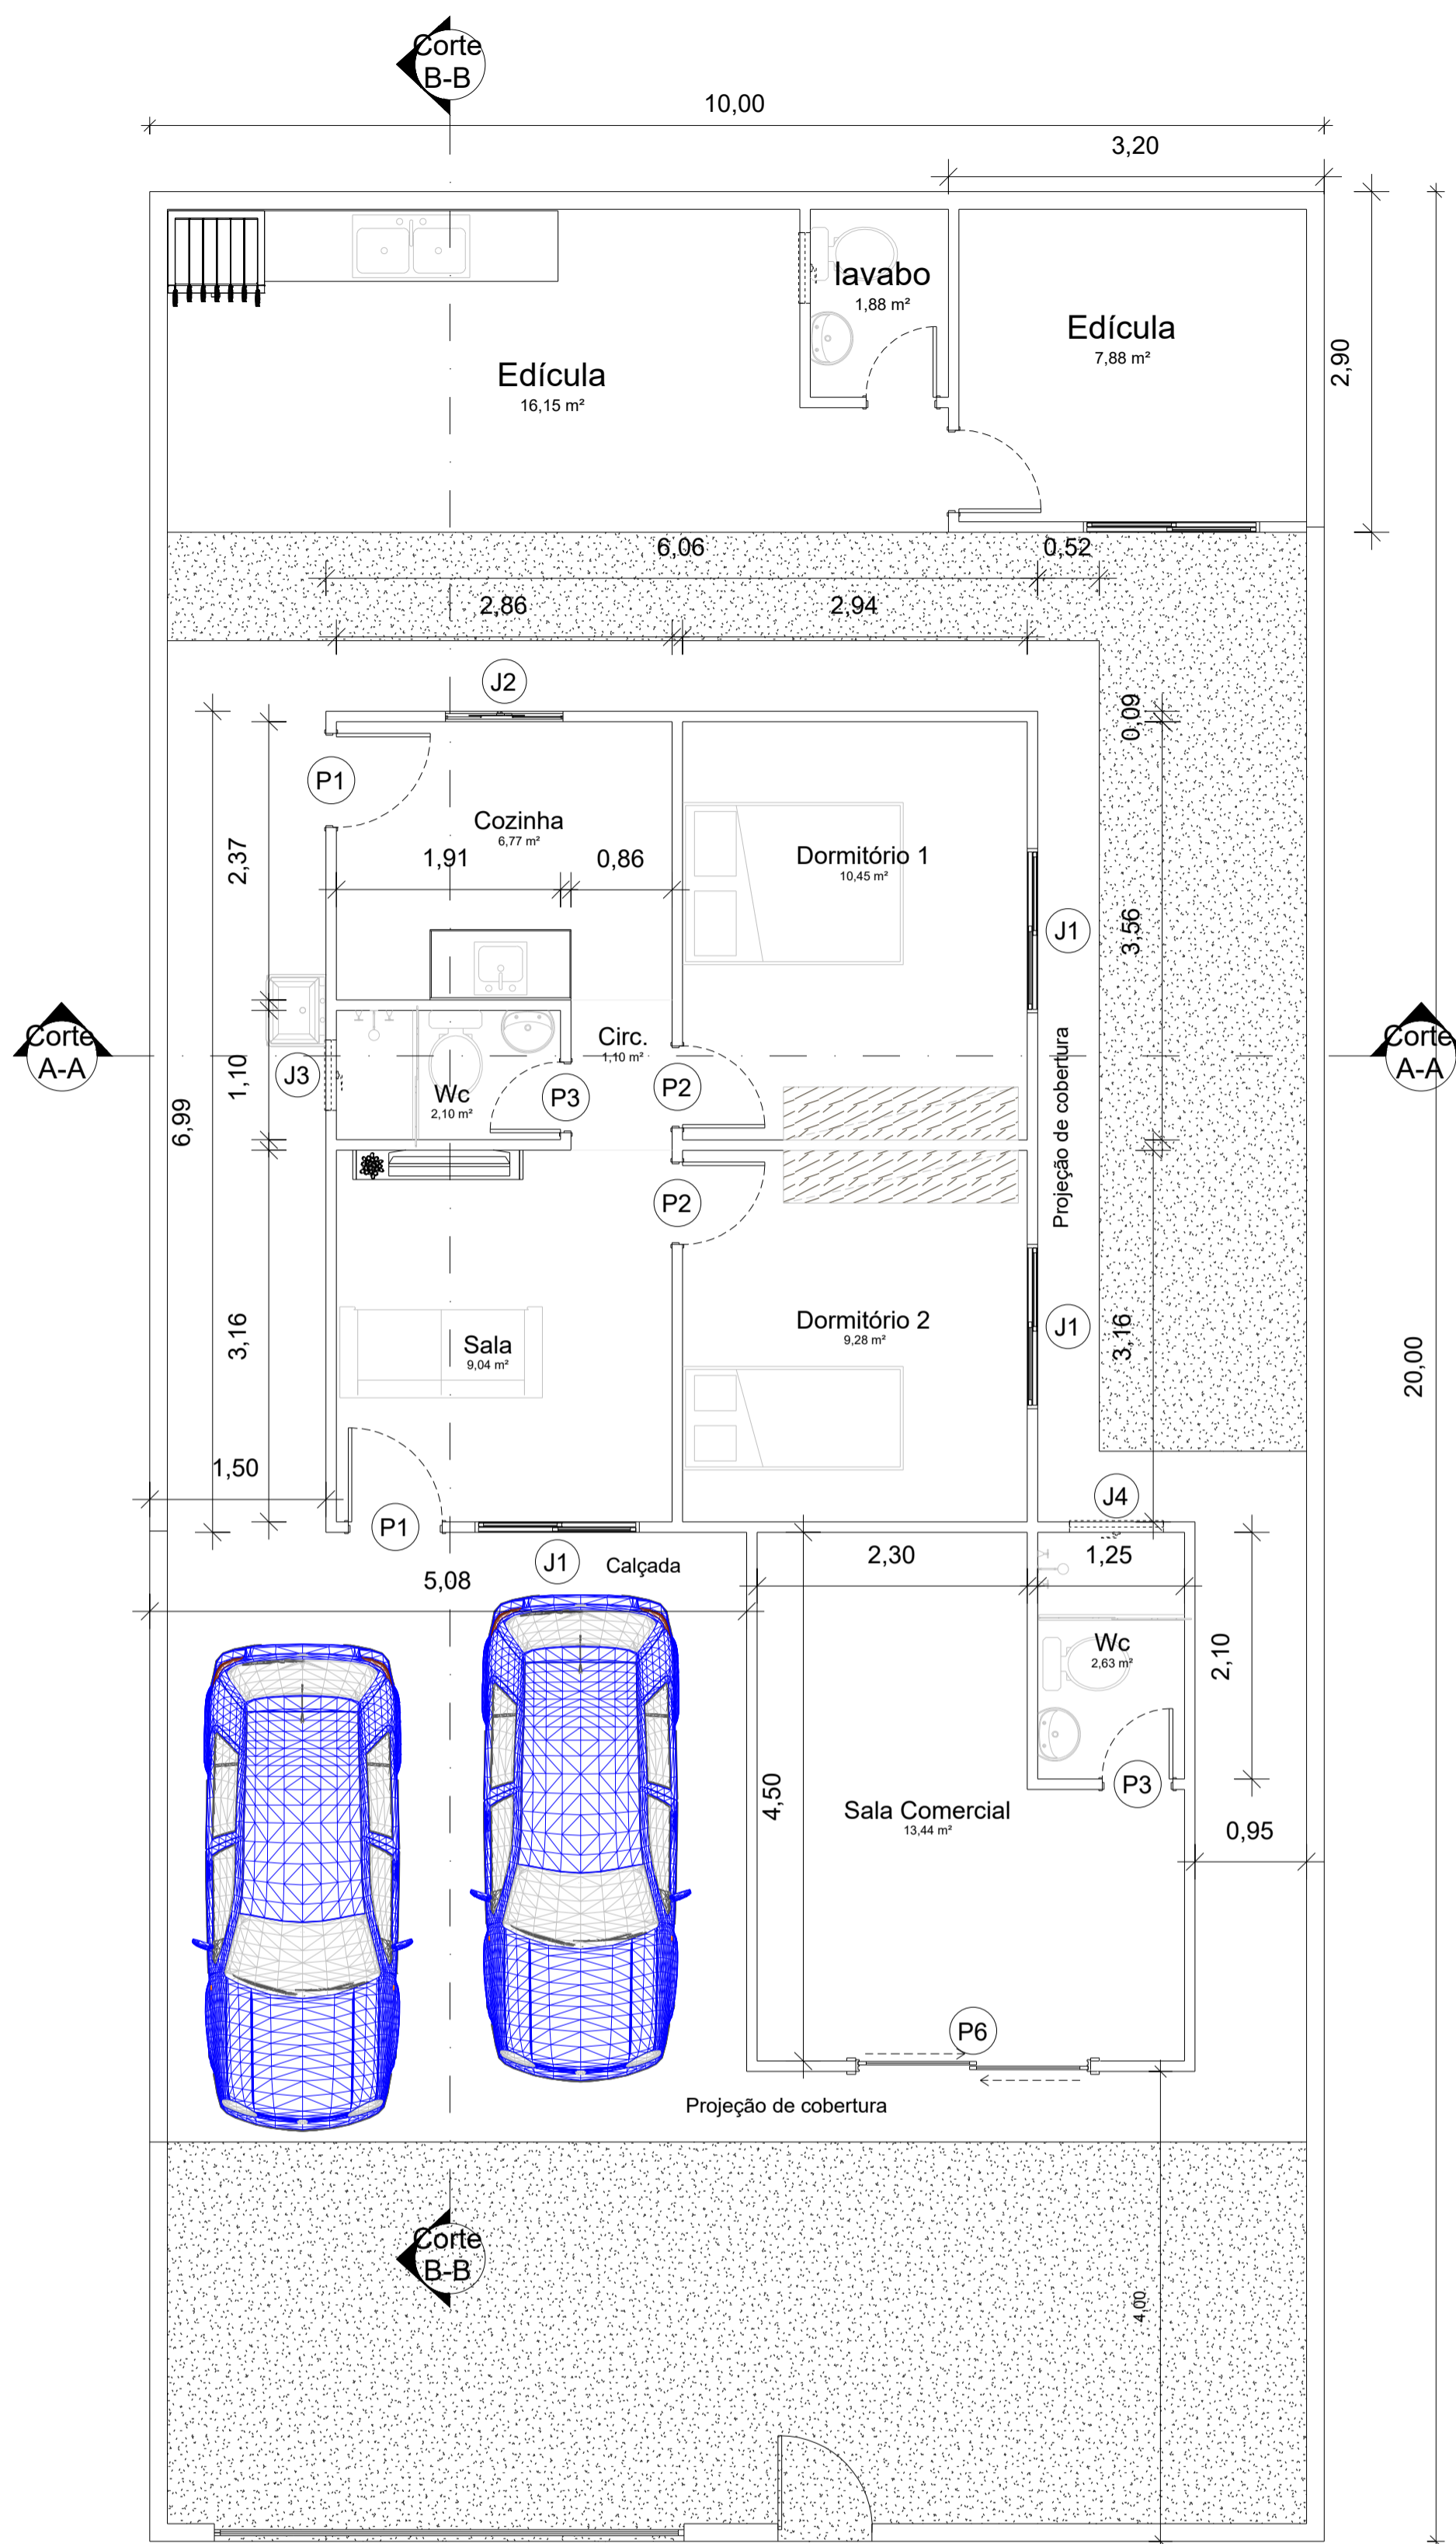 Corte
B-B
10,00
3,20
lavabo
1,88 m²
Edícula
7,88 m²
2,90
Edícula
16,15 m²
6,06
0,52
2,86
2,94
J2
0,09
P1
Cozinha
6,77 m²
2,37
1,91
0,86
Dormitório 1
10,45 m²
J1
3,56
Corte
A-A
Circ.
1,10 m²
Corte
A-A
J3
1,10
Wc
2,10 m²
P3
P2
Projeção de cobertura
6,99
P2
3,16
Sala
9,04 m²
Dormitório 2
9,28 m²
J1
3,16
20,00
1,50
P1
J4
J1
Calçada
2,30
1,25
5,08
Wc
2,63 m²
2,10
4,50
P3
Sala Comercial
13,44 m²
0,95
P6
Projeção de cobertura
Corte
B-B
4,00